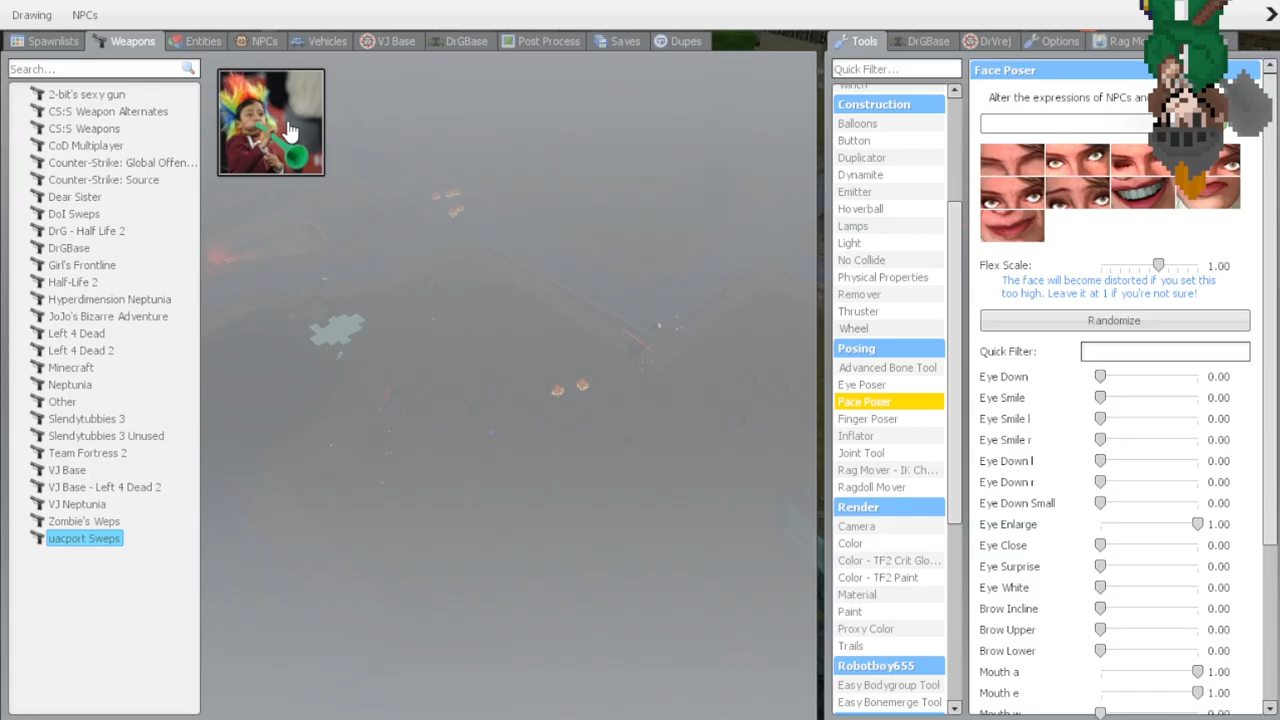 Drawing NPCs
Spawnlists Weapons Entities NPCs Vehicles VJ Base DrGBase Post Process Saves Dupes
Search...
2-bit's sexy gun
CS:S Weapon Alternates
CS:S Weapons
CoD Multiplayer
Counter-Strike: Global Offen...
Counter-Strike: Source
Dear Sister
DoI Sweps
DrG - Half Life 2
DrGBase
Girl's Frontline
Half-Life 2
Hyperdimension Neptunia
JoJo's Bizarre Adventure
Left 4 Dead
Left 4 Dead 2
Minecraft
Neptunia
Other
Slendytubbies 3
Slendytubbies 3 Unused
Team Fortress 2
VJ Base
VJ Base - Left 4 Dead 2
VJ Neptunia
Zombie's Weps
uacport Sweps
Tools DrGBase DrVrej Options Rag Mo
Quick Filter...
Winch
Construction
Balloons
Button
Duplicator
Dynamite
Emitter
Hoverball
Lamps
Light
No Collide
Physical Properties
Remover
Thruster
Wheel
Posing
Advanced Bone Tool
Eye Poser
Face Poser
Finger Poser
Inflator
Joint Tool
Rag Mover - IK Ch...
Ragdoll Mover
Render
Camera
Color
Color - TF2 Crit Glo...
Color - TF2 Paint
Material
Paint
Proxy Color
Trails
Robotboy655
Easy Bodygroup Tool
Easy Bonemerge Tool
Face Poser
Alter the expressions of NPCs and
Flex Scale: 1.00
The face will become distorted if you set this
too high. Leave it at 1 if you're not sure!
Randomize
Quick Filter:
Eye Down 0.00
Eye Smile 0.00
Eye Smile l 0.00
Eye Smile r 0.00
Eye Down l 0.00
Eye Down r 0.00
Eye Down Small 0.00
Eye Enlarge 1.00
Eye Close 0.00
Eye Surprise 0.00
Eye White 0.00
Brow Incline 0.00
Brow Upper 0.00
Brow Lower 0.00
Mouth a 1.00
Mouth e 1.00